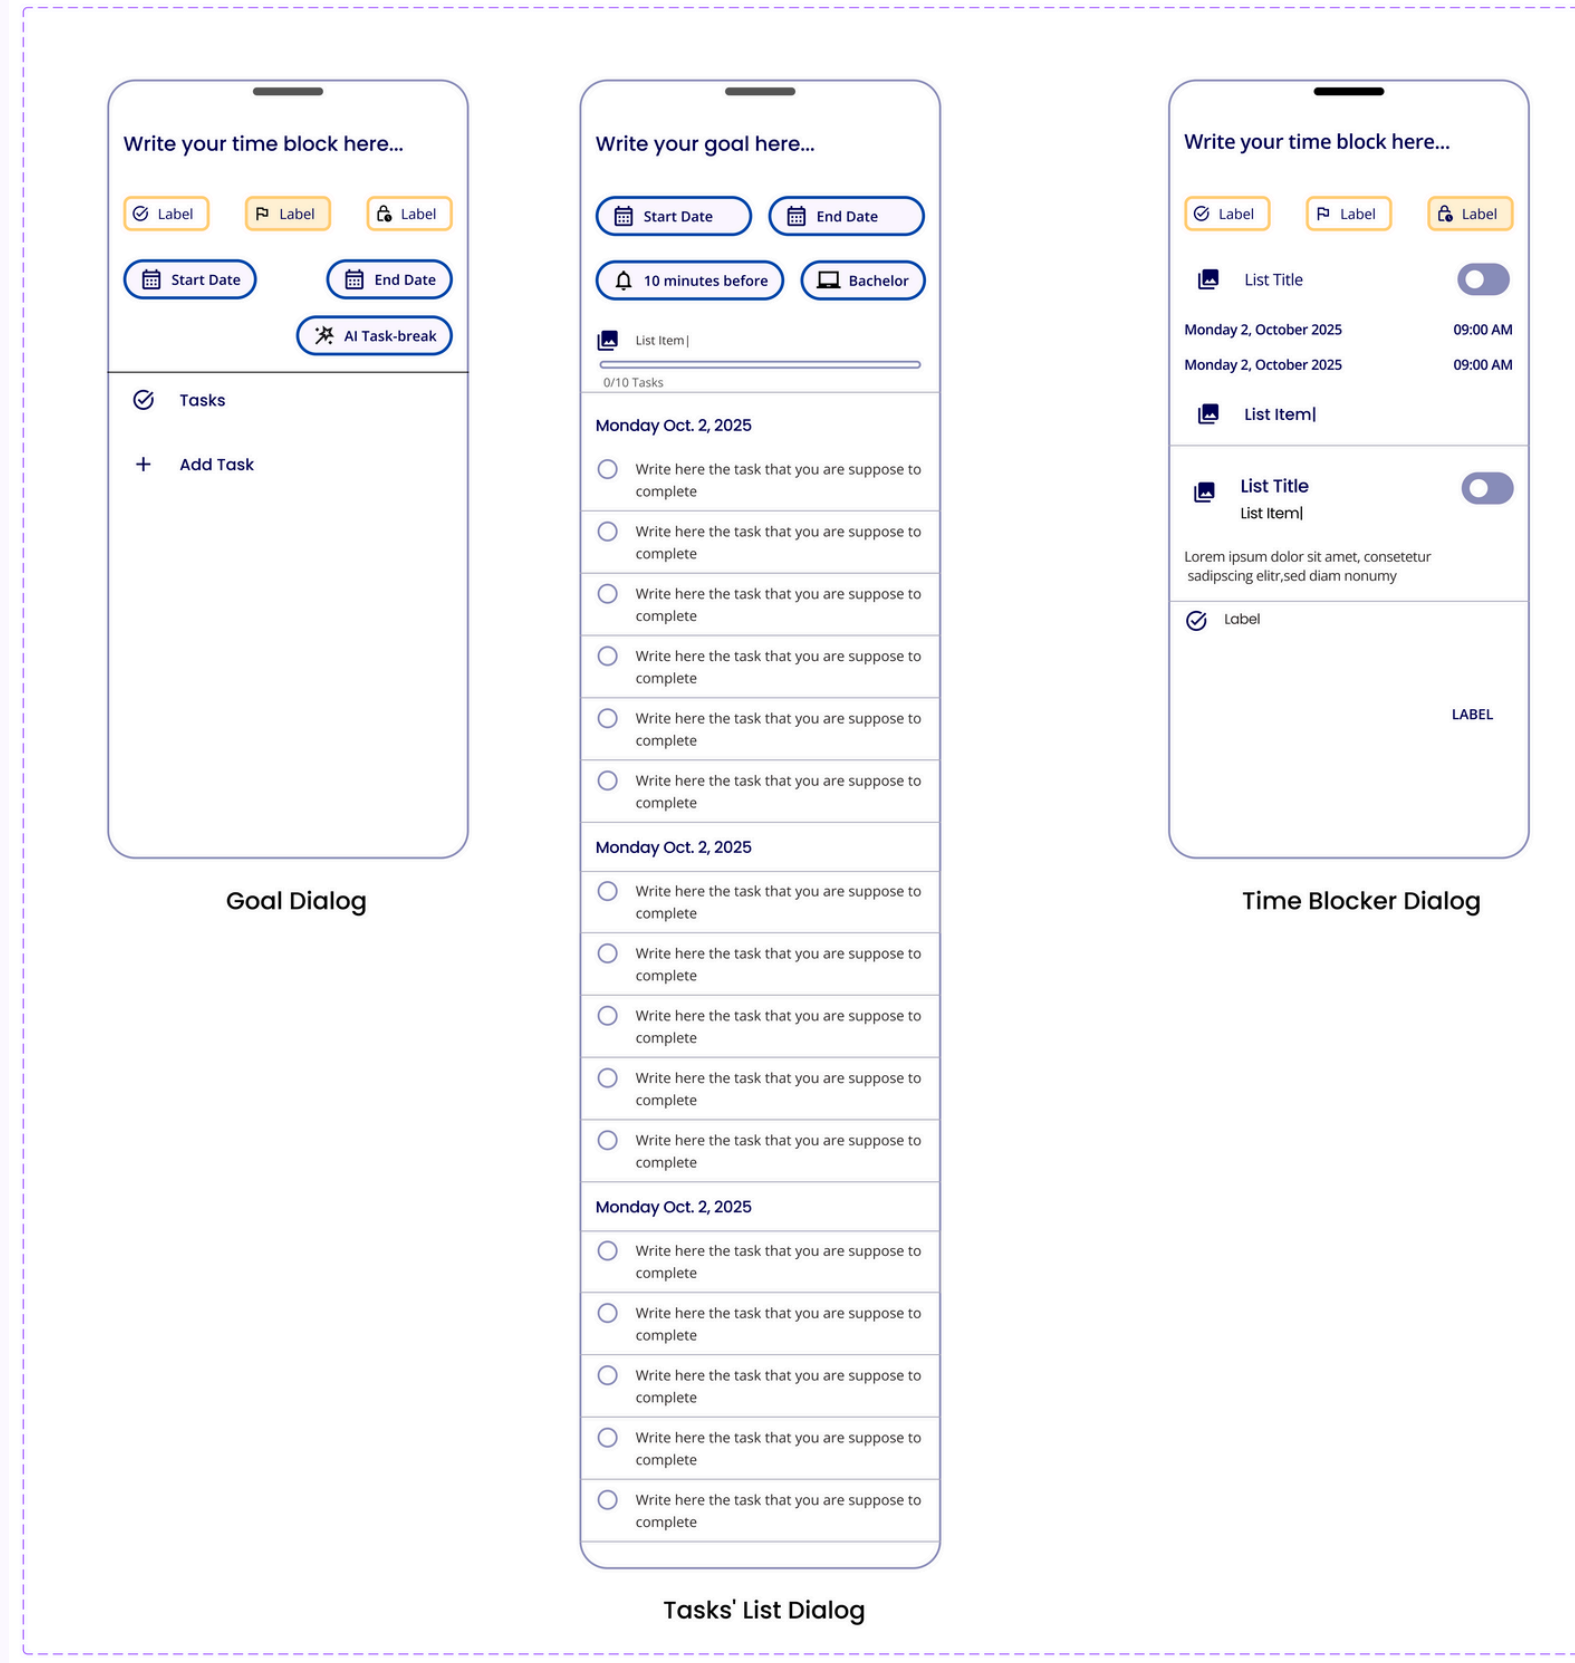 Write your time block here...
Label
Label
Label
Start Date
End Date
AI Task-break
Tasks
Add Task
Goal Dialog
Write your goal here...
Start Date
End Date
10 minutes before
Bachelor
List Item|
0/10 Tasks
Monday Oct. 2, 2025
Write here the task that you are suppose to
complete
Write here the task that you are suppose to
complete
Write here the task that you are suppose to
complete
Write here the task that you are suppose to
complete
Write here the task that you are suppose to
complete
Write here the task that you are suppose to
complete
Monday Oct. 2, 2025
Write here the task that you are suppose to
complete
Write here the task that you are suppose to
complete
Write here the task that you are suppose to
complete
Write here the task that you are suppose to
complete
Write here the task that you are suppose to
complete
Monday Oct. 2, 2025
Write here the task that you are suppose to
complete
Write here the task that you are suppose to
complete
Write here the task that you are suppose to
complete
Write here the task that you are suppose to
complete
Write here the task that you are suppose to
complete
Tasks' List Dialog
Write your time block here...
Label
Label
Label
List Title
Monday 2, October 2025 09:00 AM
Monday 2, October 2025 09:00 AM
List Item|
List Title
List Item|
Lorem ipsum dolor sit amet, consetetur
sadipscing elitr,sed diam nonumy
Label
LABEL
Time Blocker Dialog